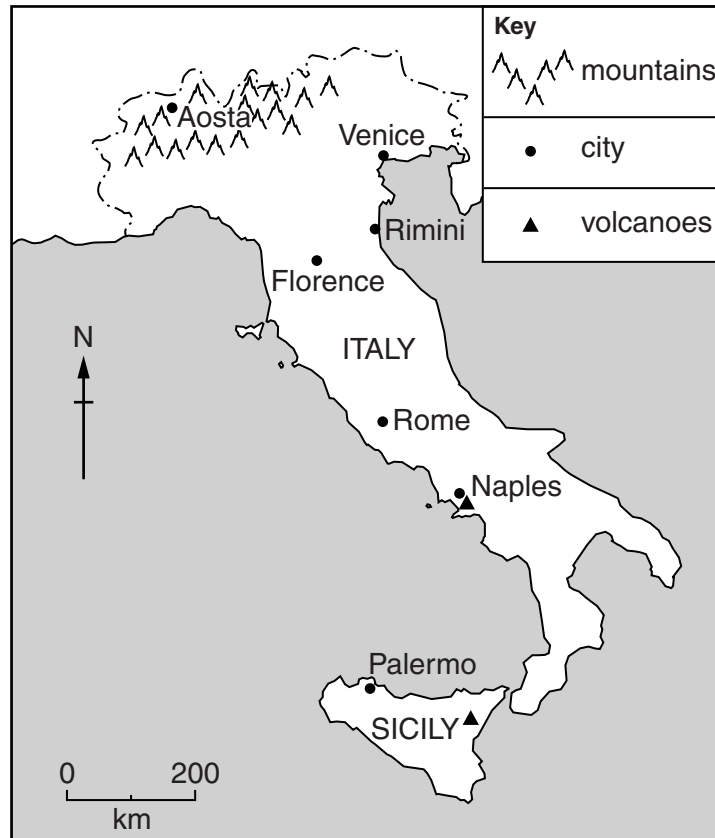 Key
mountains
city
volcanoes
Aosta
Venice
Rimini
Florence
N
ITALY
Rome
Naples
Palermo
SICILY
0 200
km